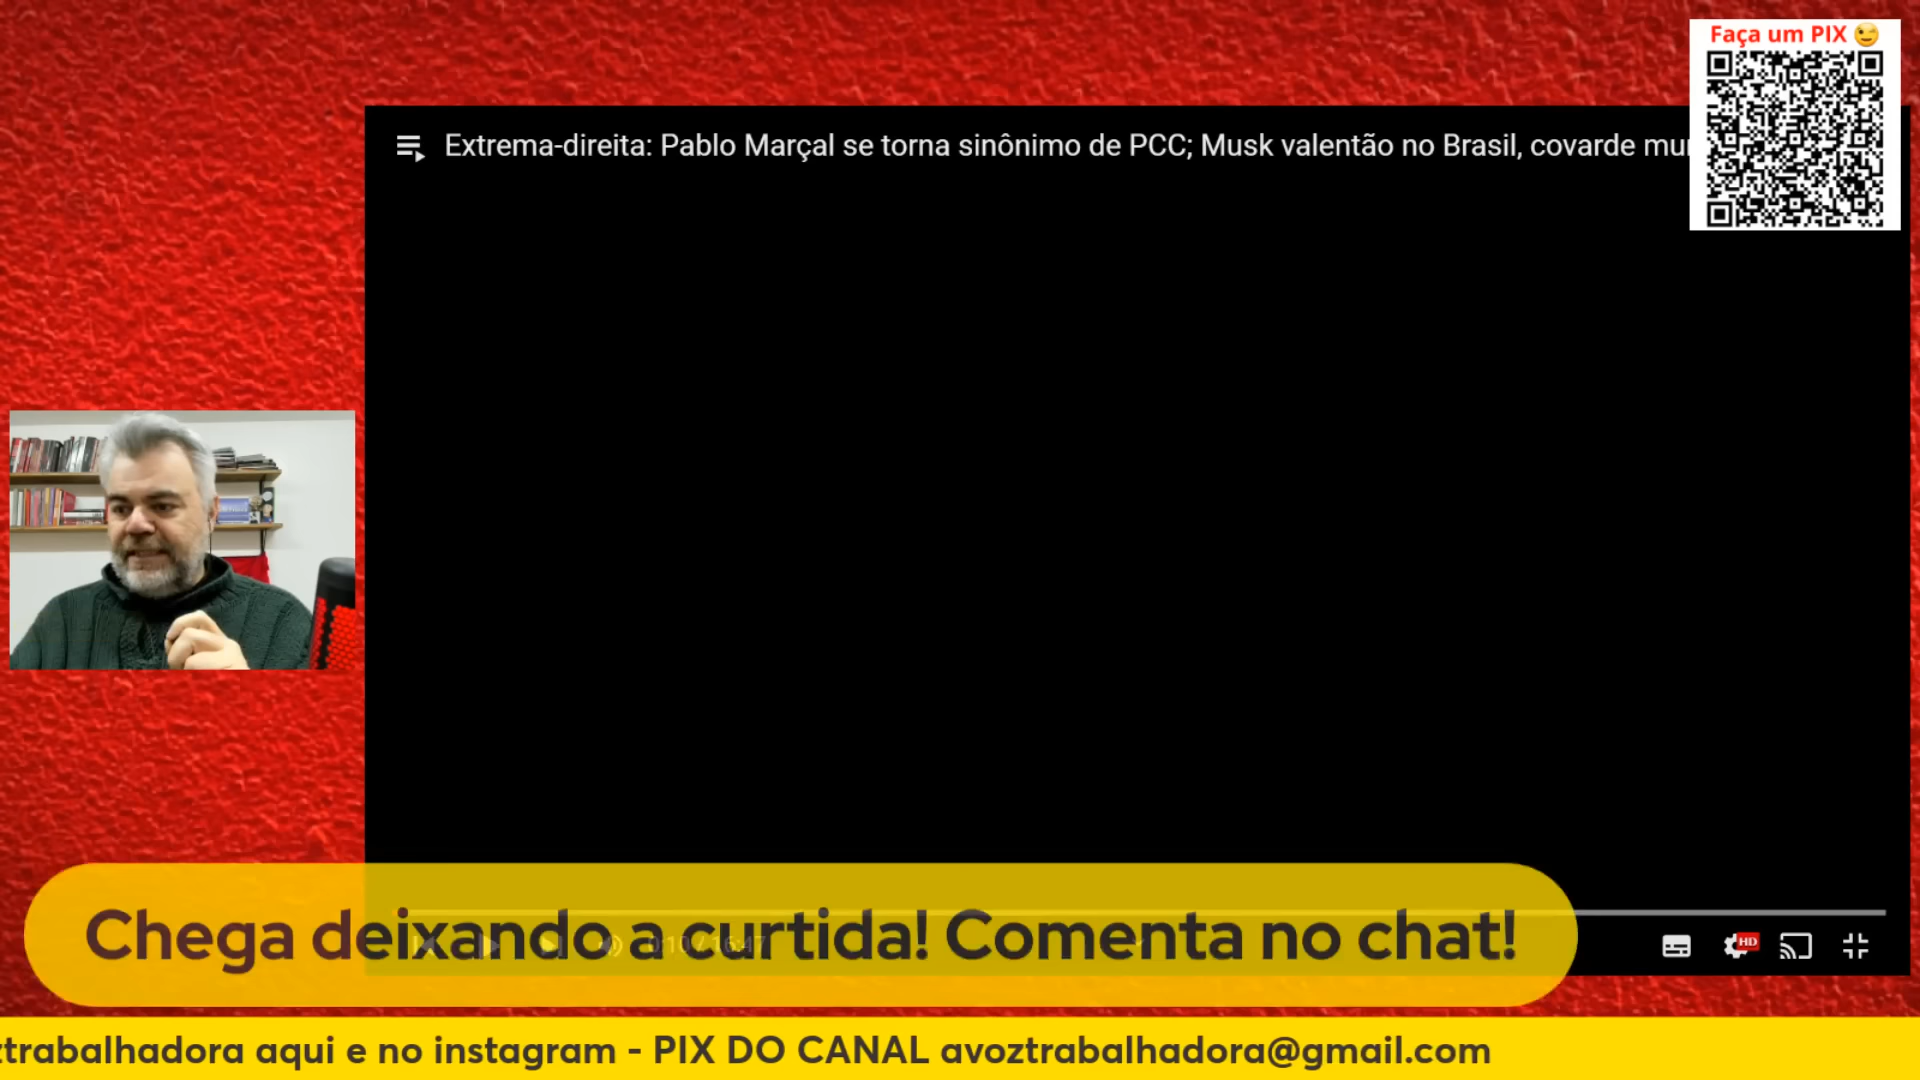 Faça um PIX 😉
Extrema-direita: Pablo Marçal se torna sinônimo de PCC; Musk valentão no Brasil, covarde mu
Chega deixando a curtida! Comenta no chat!
HD
trabalhadora aqui e no instagram - PIX DO CANAL avoztrabalhadora@gmail.com